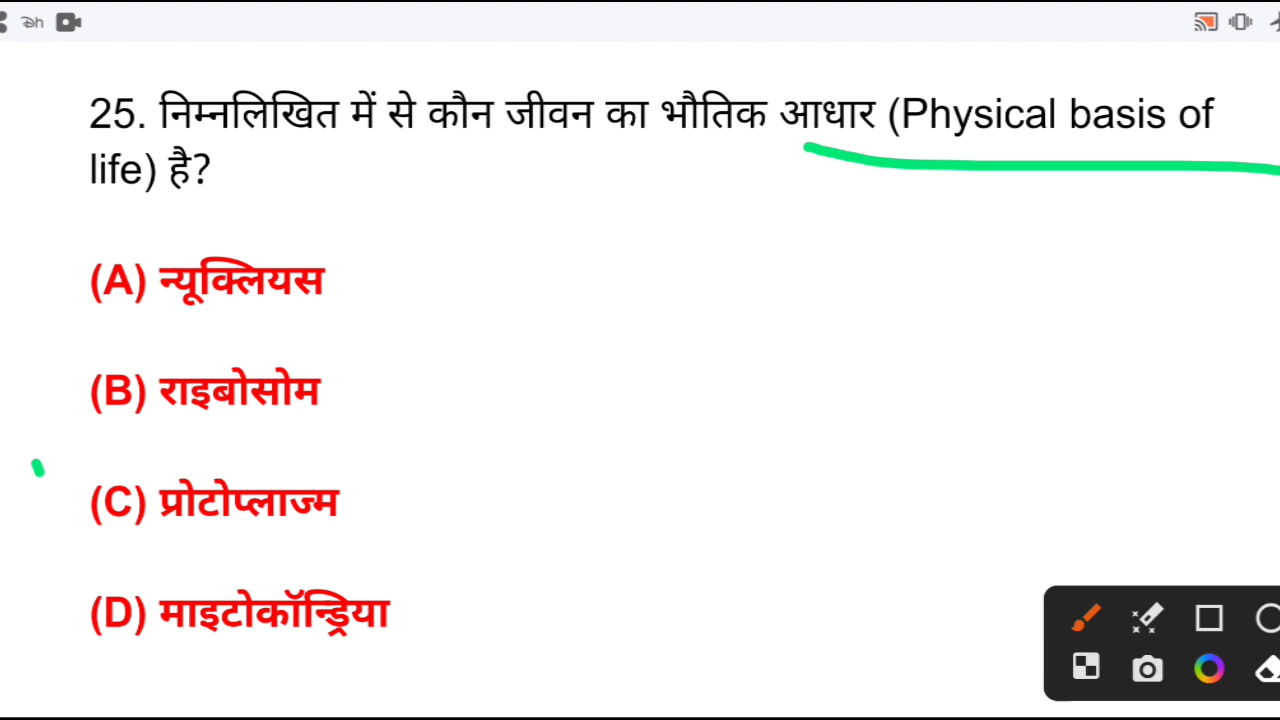 25. निम्नलिखित में से कौन जीवन का भौतिक आधार (Physical basis of
life) है?
(A) न्यूक्लियस
(B) राइबोसोम
(C) प्रोटोप्लाज्म
(D) माइटोकॉन्ड्रिया